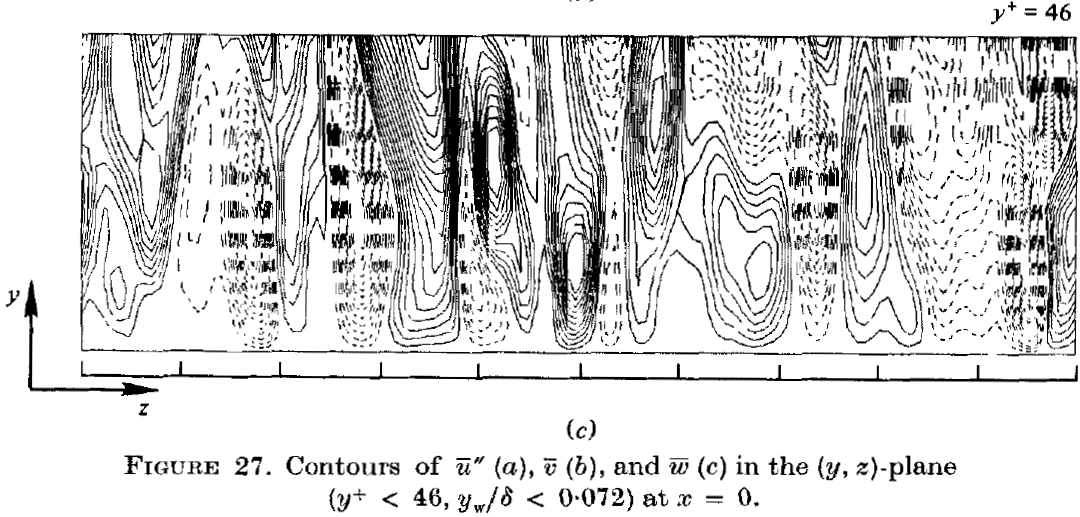 y⁺ = 46
y
z
(c)
FIGURE 27. Contours of ū″ (a), v̄ (b), and w̄ (c) in the (y, z)-plane
(y⁺ < 46, y_w/δ < 0·072) at x = 0.